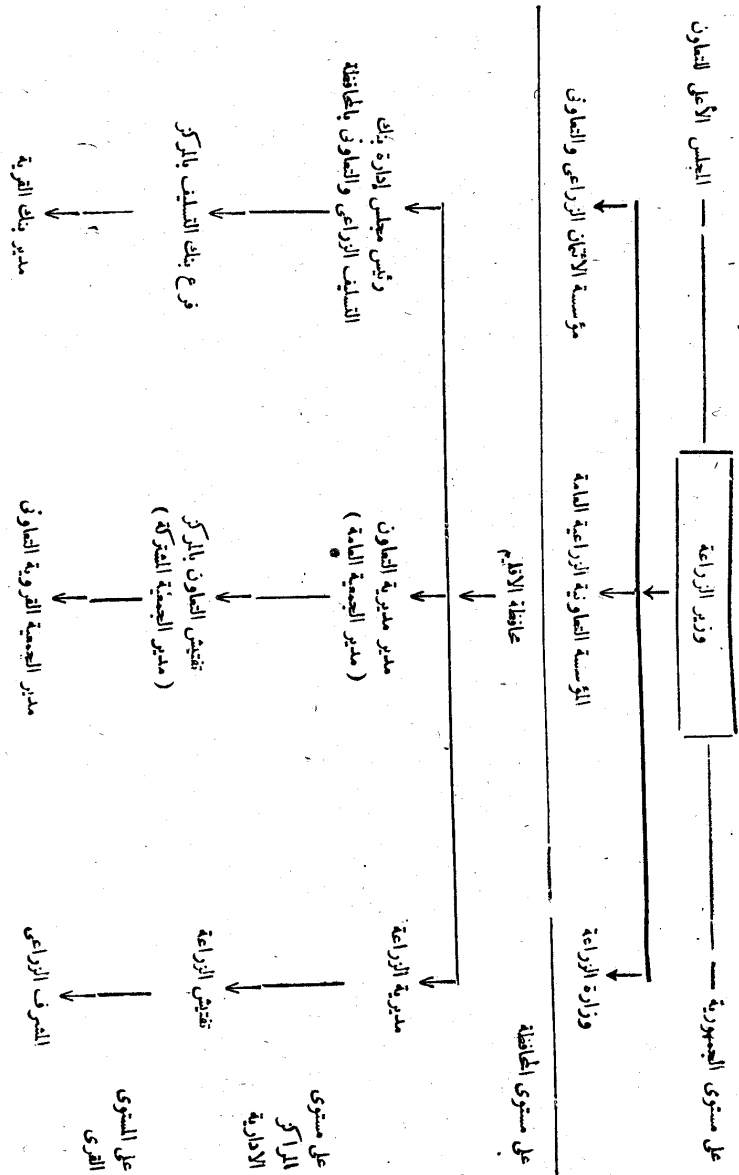 على مستوى الجمهورية
وزير الزراعة
المجلس الأعلى للتعاون
وزارة الزراعة
المؤسسة التعاونية الزراعية العامة
مؤسسة الائتمان الزراعى والتعاونى
على مستوى المحافظة
محافظة الاقليم
مديرية الزراعة
مدير مديرية التعاون
( مدير الجمعية العامة )
رئيس مجلس إدارة بنك
التسليف الزراعى والتعاونى بالمحافظة
على مستوى
المراكز
الادارية
تفتيش الزراعة
تفتيش التعاون بالمركز
( مدير الجمعية المشتركة )
فرع بنك التسليف بالمركز
على المستوى
القرى
المشرف الزراعى
مدير الجمعية القروية التعاونى
مدير بنك القرية